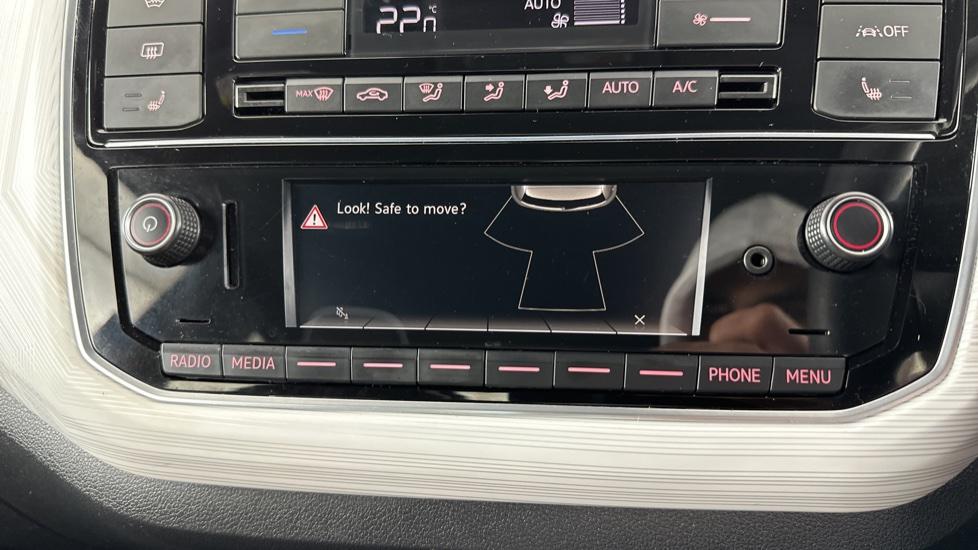 22
AUTO
OFF
MAX
AUTO
A/C
Look! Safe to move?
RADIO
MEDIA
PHONE
MENU